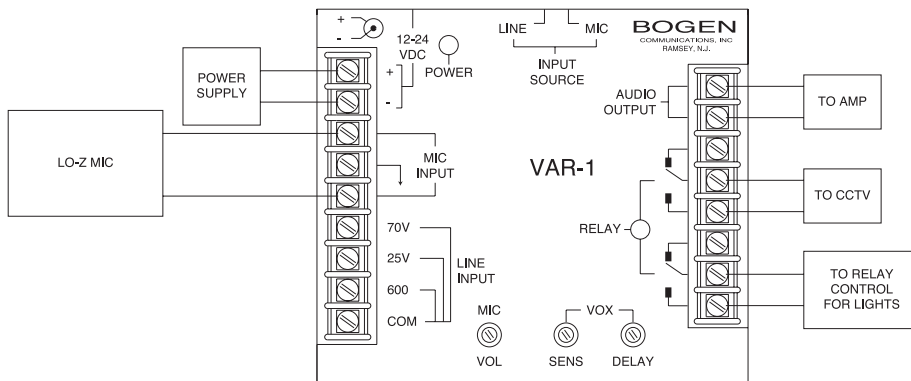 +
-
12-24
VDC
POWER
LINE
MIC
INPUT
SOURCE
BOGEN
COMMUNICATIONS, INC
RAMSEY, N.J.
POWER
SUPPLY
+
-
AUDIO
OUTPUT
TO AMP
LO-Z MIC
MIC
INPUT
VAR-1
TO CCTV
RELAY
70V
25V
600
COM
LINE
INPUT
TO RELAY
CONTROL
FOR LIGHTS
MIC
VOL
VOX
SENS
DELAY